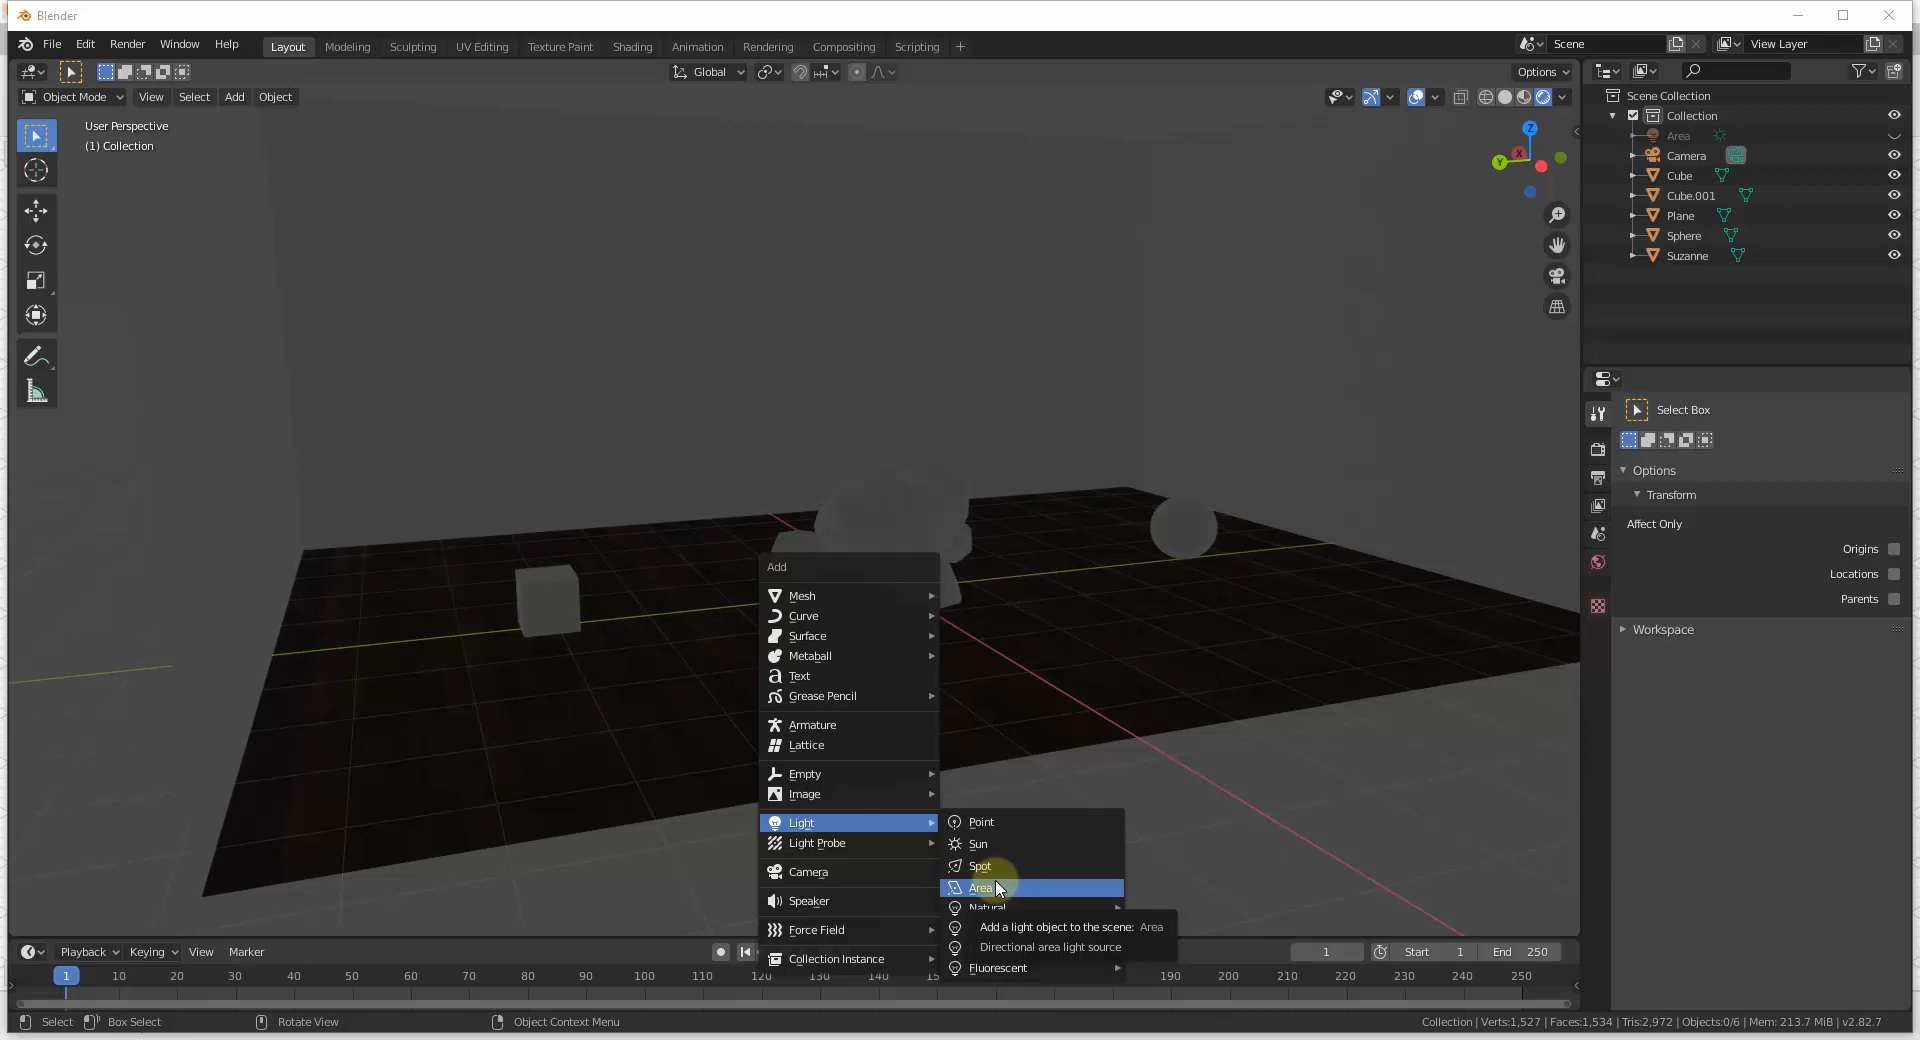 Blender
File Edit Render Window Help Layout Modeling Sculpting UV Editing Texture Paint Shading Animation Rendering Compositing Scripting + Scene View Layer
Global Options
Object Mode View Select Add Object
User Perspective
(1) Collection
Z
Y X
Scene Collection
Collection
Area
Camera
Cube
Cube.001
Plane
Sphere
Suzanne
Select Box
Options
Transform
Affect Only
Origins
Locations
Parents
Workspace
Add
Mesh
Curve
Surface
Metaball
Text
Grease Pencil
Armature
Lattice
Empty
Image
Light
Light Probe
Camera
Speaker
Force Field
Collection Instance
Point
Sun
Spot
Area
Natural
Add a light object to the scene: Area
Directional area light source
Fluorescent
Playback Keying View Marker 1 Start 1 End 250
1 10 20 30 40 50 60 70 80 90 100 110 120 130 140 190 200 210 220 230 240 250
Select Box Select Rotate View Object Context Menu Collection | Verts:1,527 | Faces:1,534 | Tris:2,972 | Objects:0/6 | Mem: 213.7 MiB | v2.82.7